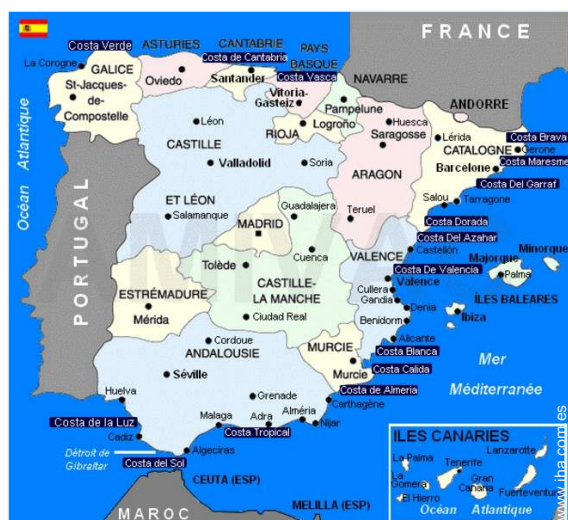 FRANCE
Costa Verde
ASTURIES
CANTABRIE
Costa de Cantabria
PAYS
BASQUE
La Corogne
GALICE
Oviedo
Santander
Costa Vasca
NAVARRE
St-Jacques-
de-
Compostelle
Vitoria-
Gasteiz
Pampelune
ANDORRE
Léon
RIOJA
Logroño
Huesca
Saragosse
Lérida
CATALOGNE
Costa Brava
Gerone
CASTILLE
Valladolid
Soria
ARAGON
Barcelone
Costa Maresme
Costa Del Garraf
ET LÉON
Salamanque
Guadalajera
Salou
Tarragone
Costa Dorada
MADRID
Teruel
Costa Del Azahar
Castellón
Minorque
Majorque
Palma
Tolède
Cuenca
VALENCE
Costa De Valencia
Valence
ÎLES BALEARES
ESTRÉMADURE
CASTILLE-
LA MANCHE
Cullera
Gandia
Denia
Ibiza
Mérida
Ciudad Real
Benidorm
Alicante
Cordoue
MURCIE
Costa Blanca
ANDALOUSIE
Murcie
Costa Calida
Séville
Costa de Almeria
Carthagène
Mer
Méditerranée
Huelva
Grenade
Costa de la Luz
Malaga
Adra
Alméria
Nijar
Cadiz
Costa Tropical
Détroit de
Gibraltar
Algeciras
Costa del Sol
CEUTA (ESP)
MELILLA (ESP)
MAROC
PORTUGAL
Océan Atlantique
ILES CANARIES
La Palma
Tenerife
Lanzarotte
La
Gomera
Gran
Canaria
El Hierro
Fuerteventura
Océan Atlantique
www.iha.com.es